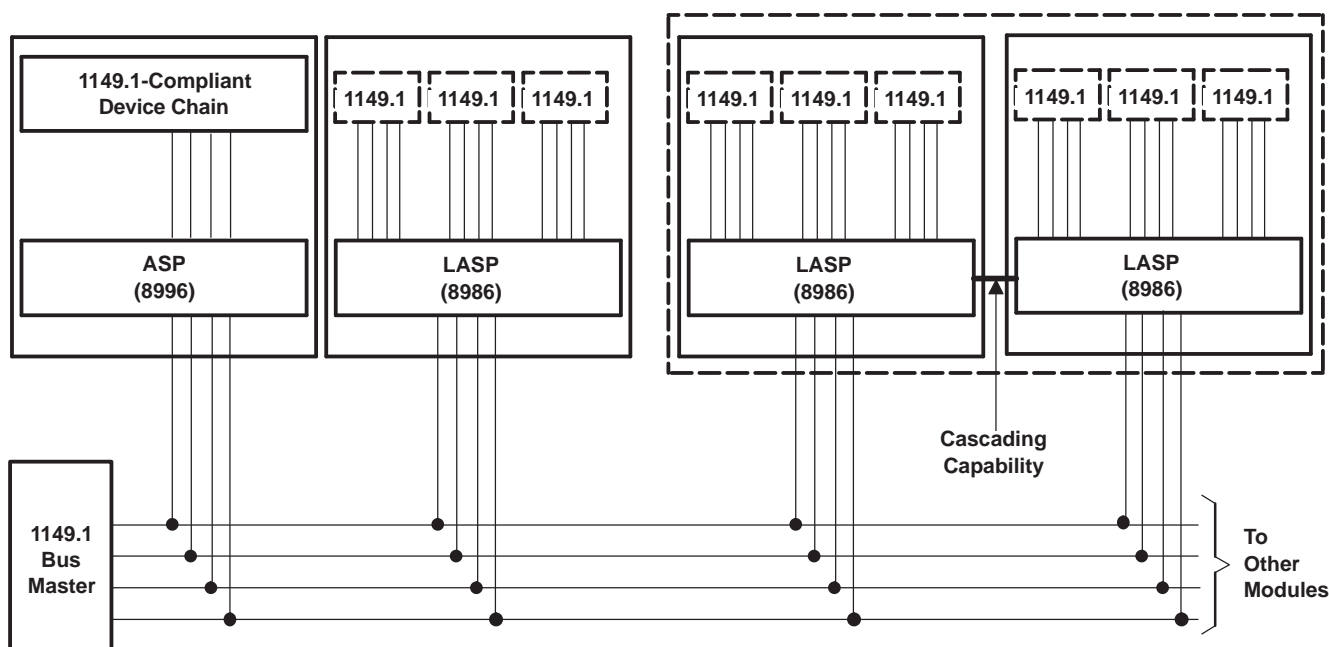 1149.1-Compliant
Device Chain
1149.1
1149.1
1149.1
1149.1
1149.1
1149.1
1149.1
1149.1
1149.1
ASP
(8996)
LASP
(8986)
LASP
(8986)
LASP
(8986)
Cascading
Capability
1149.1
Bus
Master
To
Other
Modules